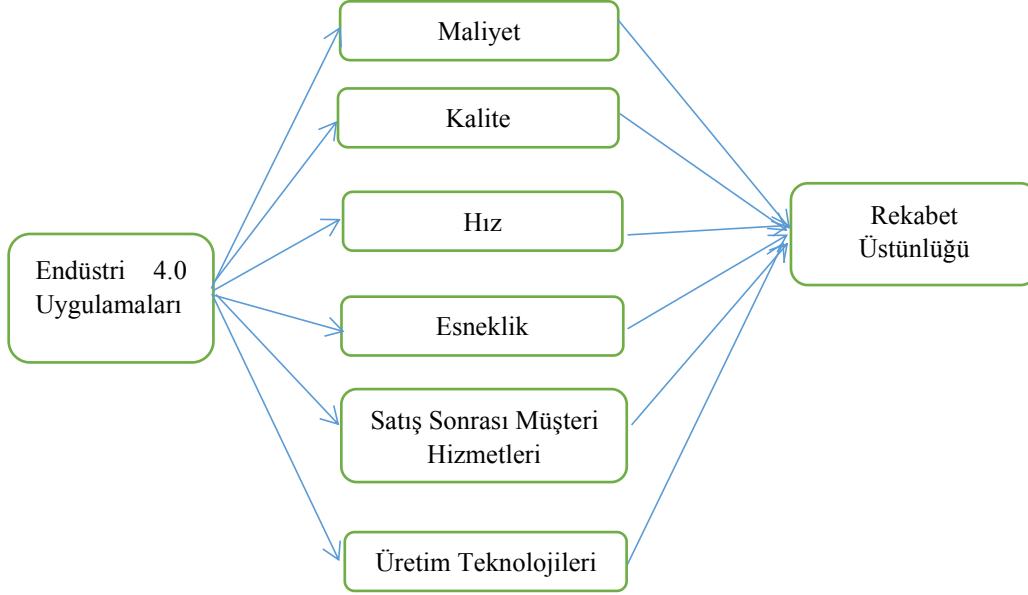 Maliyet
Kalite
Hız
Rekabet
Üstünlüğü
Endüstri 4.0
Uygulamaları
Esneklik
Satış Sonrası Müşteri
Hizmetleri
Üretim Teknolojileri